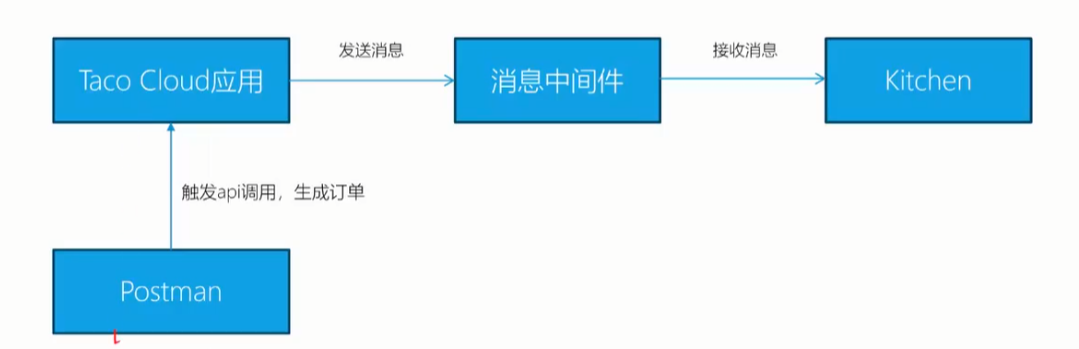 发送消息
接收消息
Taco Cloud应用
消息中间件
Kitchen
触发api调用，生成订单
Postman